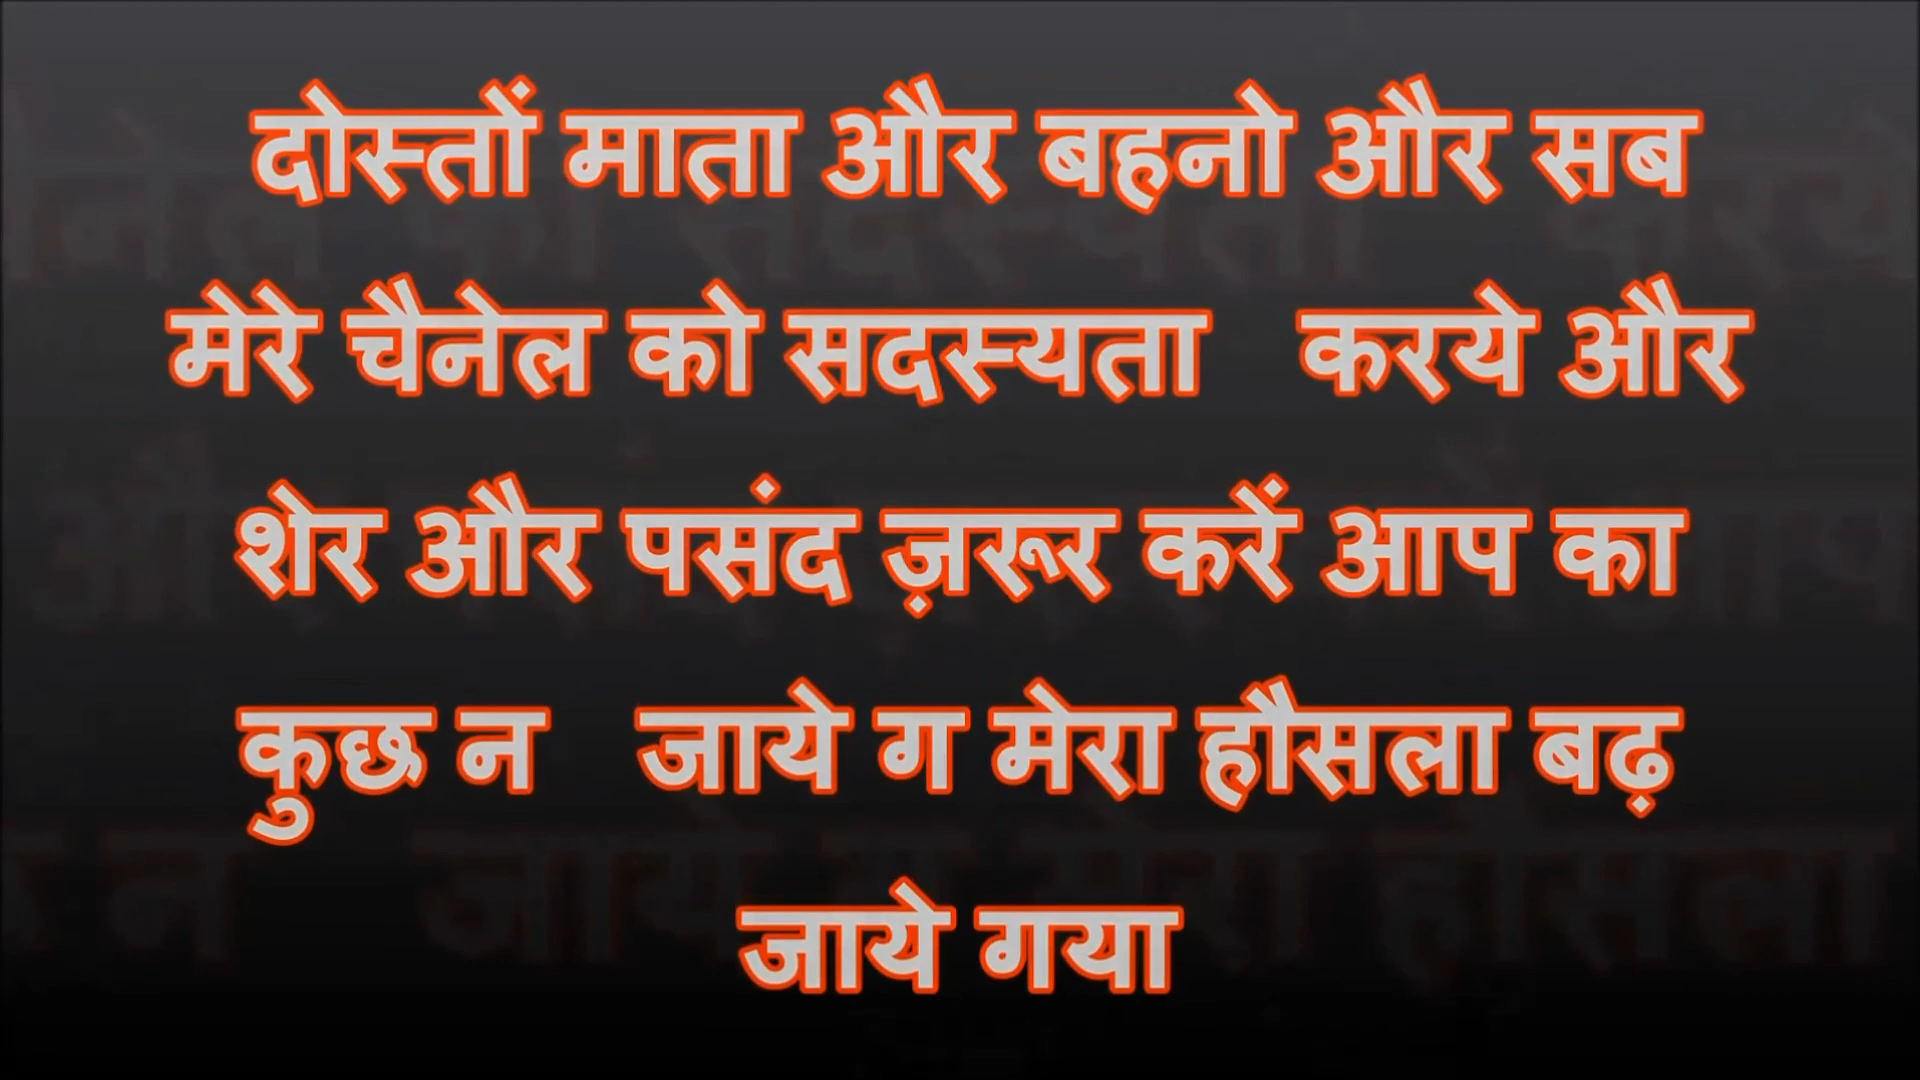 दोस्तों माता और बहनो और सब
मेरे चैनेल को सदस्यता करये और
शेर और पसंद ज़रूर करें आप का
कुछ न जाये ग मेरा हौसला बढ़
जाये गया